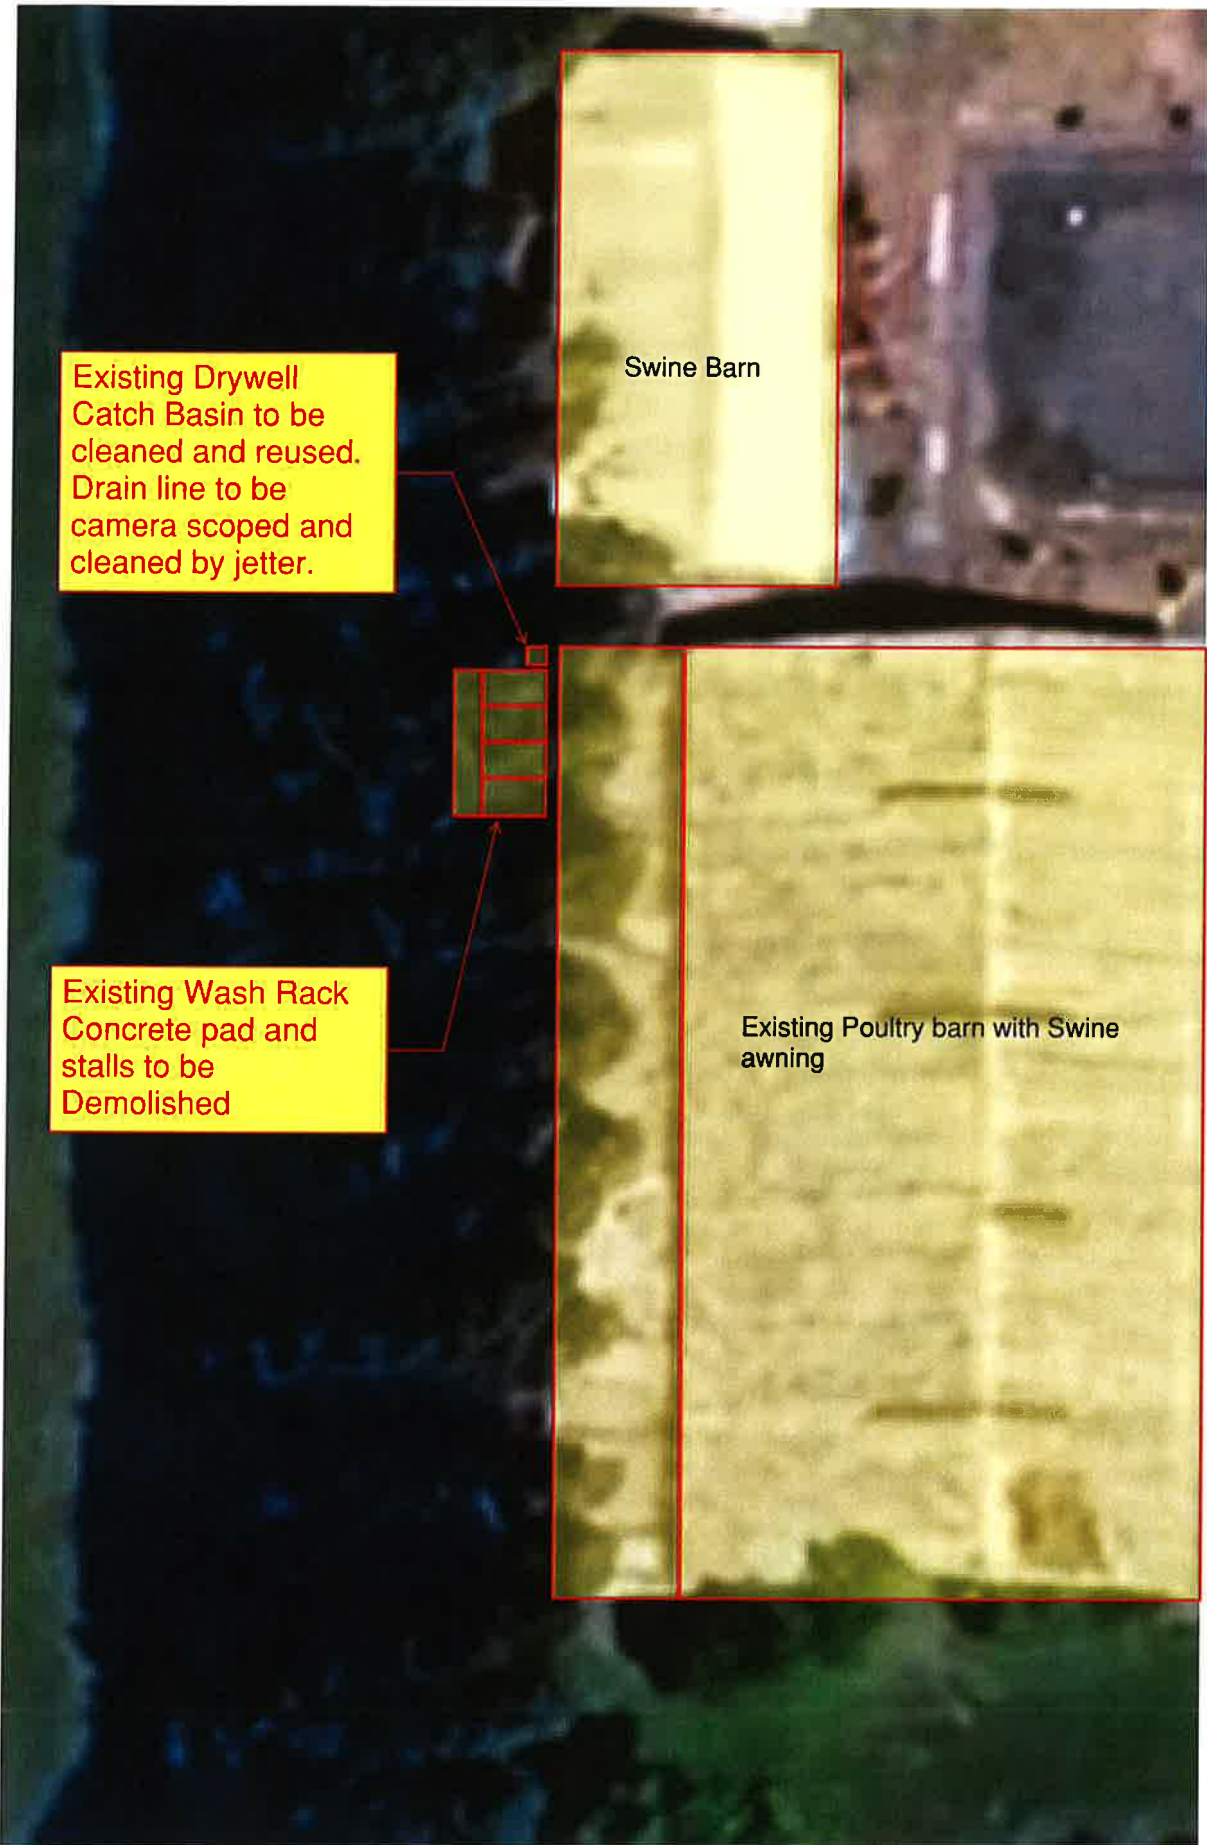 Swine Barn
Existing Drywell
Catch Basin to be
cleaned and reused.
Drain line to be
camera scoped and
cleaned by jetter.
Existing Wash Rack
Concrete pad and
stalls to be
Demolished
Existing Poultry barn with Swine
awning